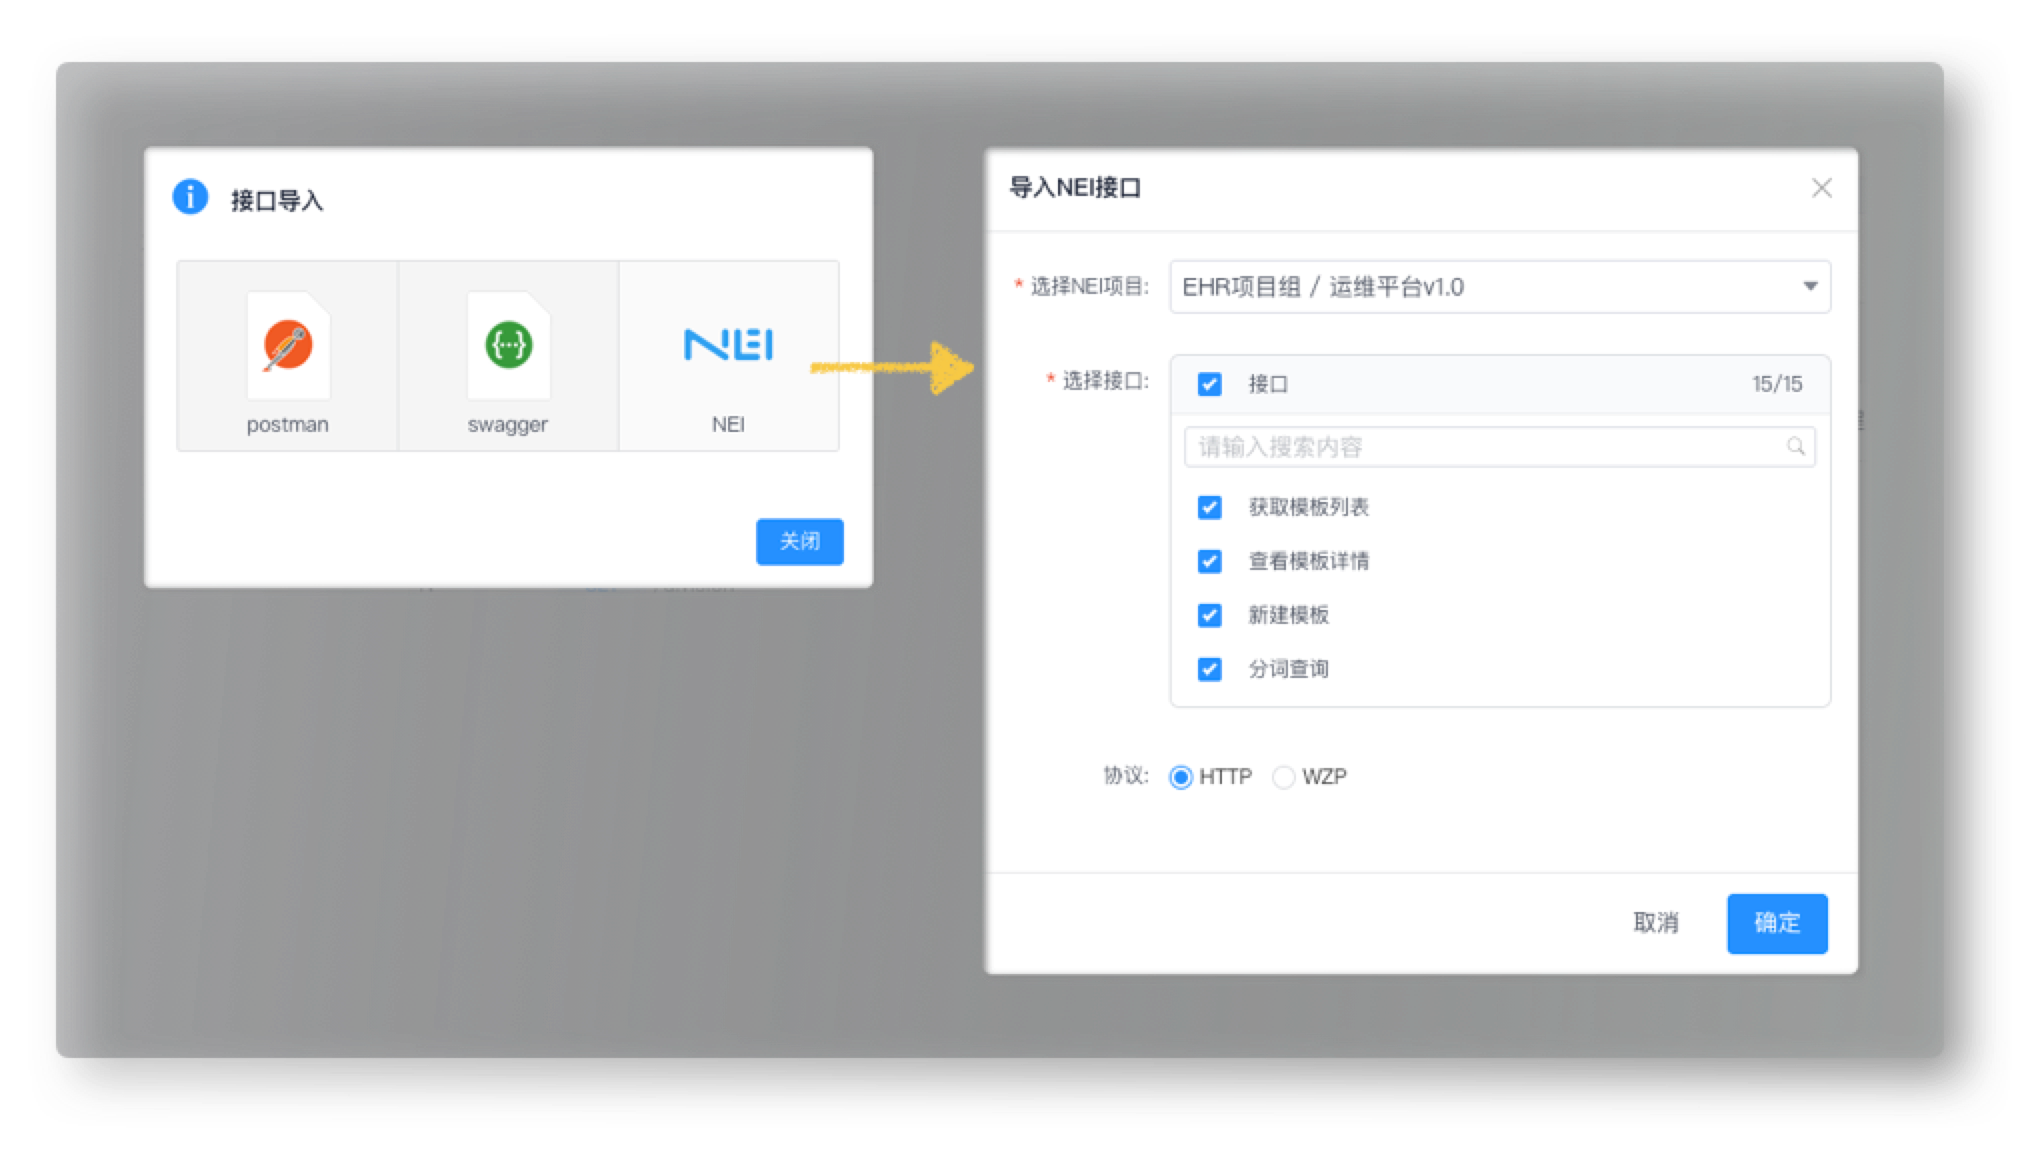 接口导入
postman
swagger
NEI
NEI
关闭
导入NEI接口
* 选择NEI项目: EHR项目组 / 运维平台v1.0
* 选择接口: 接口 15/15
请输入搜索内容
获取模板列表
查看模板详情
新建模板
分词查询
协议: HTTP WZP
取消 确定